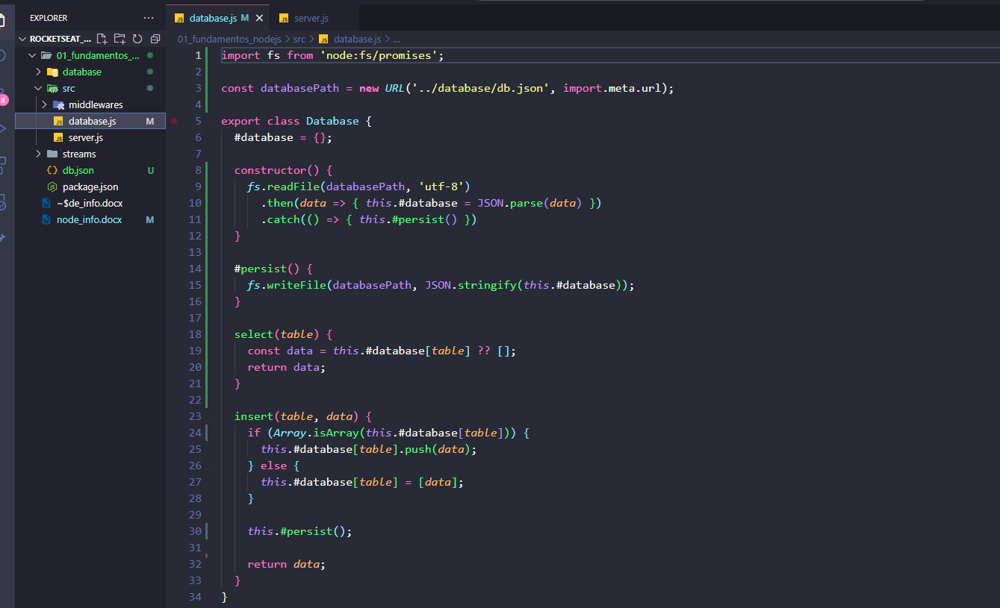 EXPLORER ...
ROCKETSEAT_...
01_fundamentos_...
database
src
middlewares
database.js M
server.js
streams
db.json U
package.json
~$de_info.docx
node_info.docx M
4
database.js M
server.js
01_fundamentos_nodejs > src > database.js > ...
1 import fs from 'node:fs/promises';
2
3 const databasePath = new URL('../database/db.json', import.meta.url);
4
5 export class Database {
6 #database = {};
7
8 constructor() {
9 fs.readFile(databasePath, 'utf-8')
10 .then(data => { this.#database = JSON.parse(data) })
11 .catch(() => { this.#persist() })
12 }
13
14 #persist() {
15 fs.writeFile(databasePath, JSON.stringify(this.#database));
16 }
17
18 select(table) {
19 const data = this.#database[table] ?? [];
20 return data;
21 }
22
23 insert(table, data) {
24 if (Array.isArray(this.#database[table])) {
25 this.#database[table].push(data);
26 } else {
27 this.#database[table] = [data];
28 }
29
30 this.#persist();
31
32 return data;
33 }
34 }